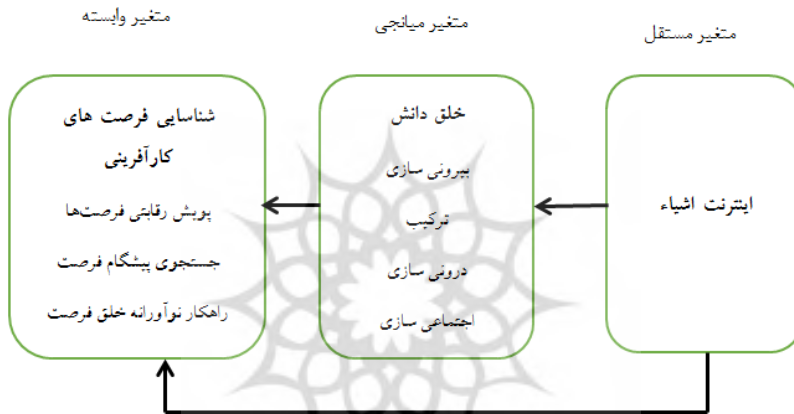 متغیر مستقل
متغیر میانجی
متغیر وابسته
اینترنت اشیاء
خلق دانش
بیرونی سازی
ترکیب
درونی سازی
اجتماعی سازی
شناسایی فرصت های
کارآفرینی
پویش رقابتی فرصت‌ها
جستجوی پیشگام فرصت
راهکار نوآورانه خلق فرصت